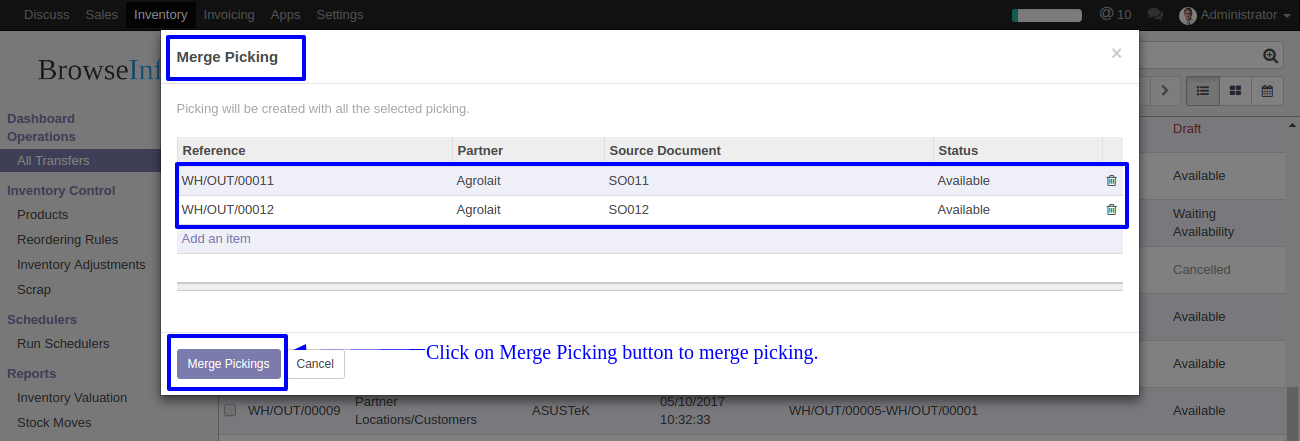 Discuss Sales Inventory Invoicing Apps Settings @ 10 Administrator
BrowseInf
Merge Picking ×
Picking will be created with all the selected picking.
Reference Partner Source Document Status
WH/OUT/00011 Agrolait SO011 Available
WH/OUT/00012 Agrolait SO012 Available
Add an item
Merge Pickings Cancel
Click on Merge Picking button to merge picking.
Dashboard
Operations
All Transfers
Inventory Control
Products
Reordering Rules
Inventory Adjustments
Scrap
Schedulers
Run Schedulers
Reports
Inventory Valuation
Stock Moves
Draft
Available
Waiting
Availability
Cancelled
Available
Available
WH/OUT/00009 Partner Locations/Customers ASUSTeK 05/10/2017 10:32:33 WH/OUT/00005-WH/OUT/00001 Available